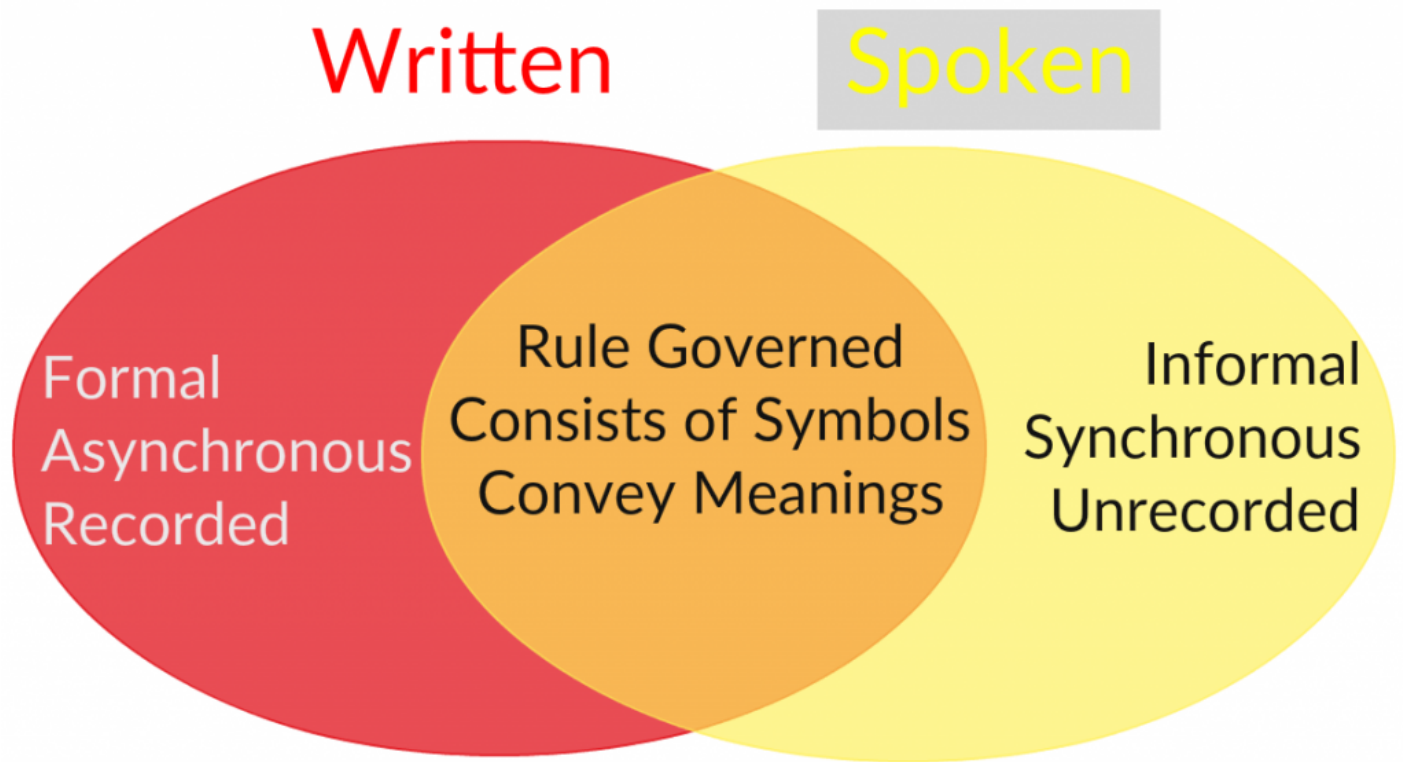 Written
Spoken
Formal
Asynchronous
Recorded
Rule Governed
Consists of Symbols
Convey Meanings
Informal
Synchronous
Unrecorded